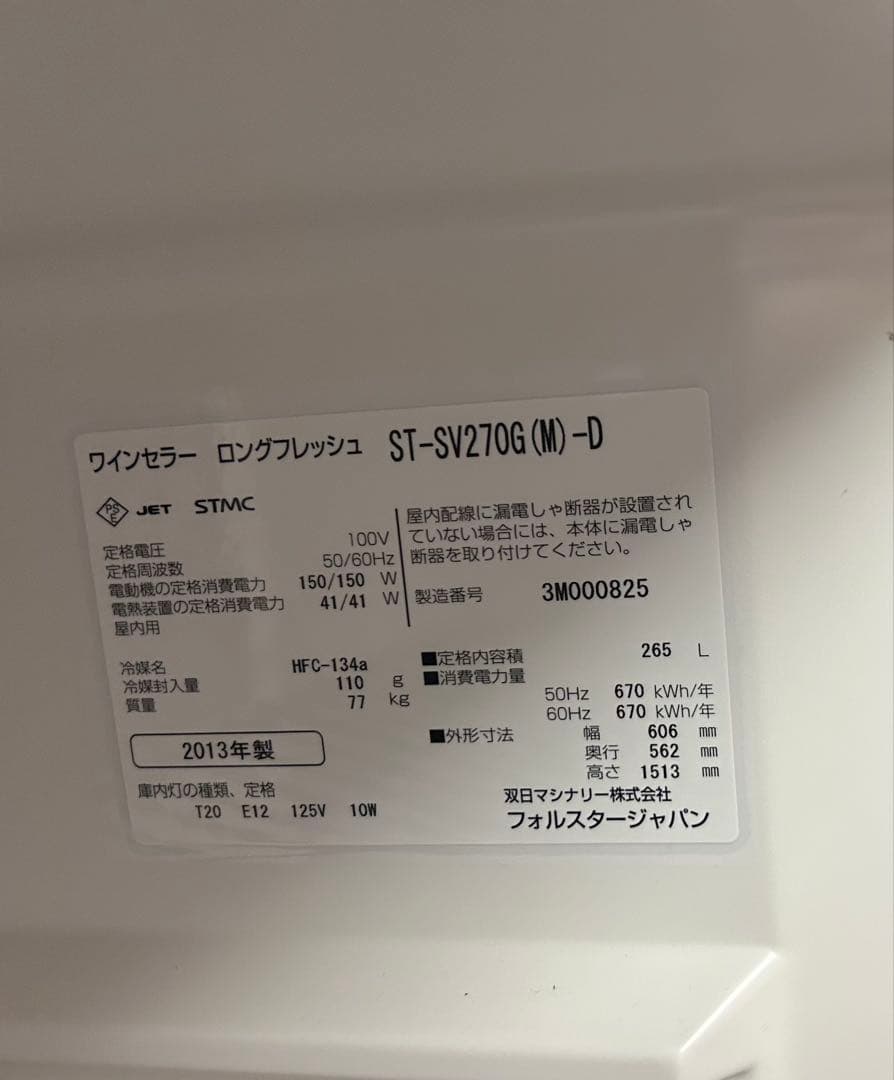 ワインセラー ロングフレッシュ ST-SV270G(M)-D
PS E JET STMC
定格電圧 100V
定格周波数 50/60Hz
電動機の定格消費電力 150/150 W
電熱装置の定格消費電力 41/41 W
屋内用
屋内配線に漏電しゃ断器が設置され
ていない場合には、本体に漏電しゃ
断器を取り付けてください。
製造番号 3M000825
冷媒名 HFC-134a
冷媒封入量 110 g
質量 77 kg
2013年製
庫内灯の種類、定格
T20 E12 125V 10W
■定格内容積 265 L
■消費電力量
50Hz 670 kWh/年
60Hz 670 kWh/年
■外形寸法 幅 606 mm
奥行 562 mm
高さ 1513 mm
双日マシナリー株式会社
フォルスタージャパン